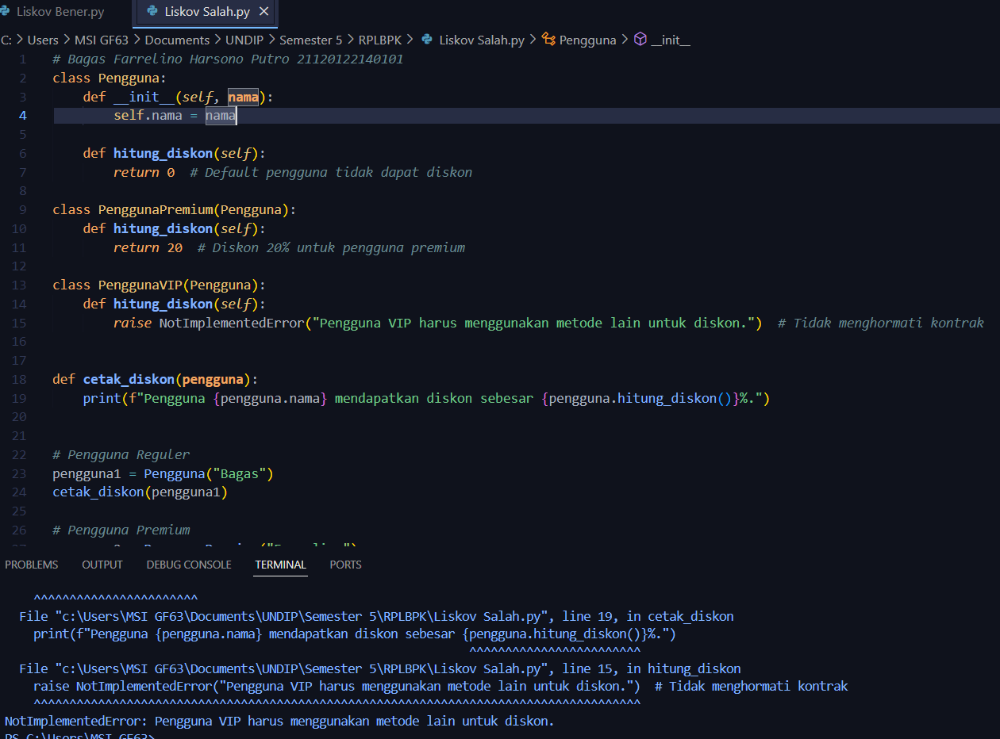 Liskov Bener.py
Liskov Salah.py
C: > Users > MSI GF63 > Documents > UNDIP > Semester 5 > RPLBPK > Liskov Salah.py > Pengguna > __init__
1 # Bagas Farrelino Harsono Putro 21120122140101
2 class Pengguna:
3     def __init__(self, nama):
4         self.nama = nama
5
6     def hitung_diskon(self):
7         return 0  # Default pengguna tidak dapat diskon
8
9 class PenggunaPremium(Pengguna):
10     def hitung_diskon(self):
11         return 20  # Diskon 20% untuk pengguna premium
12
13 class PenggunaVIP(Pengguna):
14     def hitung_diskon(self):
15         raise NotImplementedError("Pengguna VIP harus menggunakan metode lain untuk diskon.")  # Tidak menghormati kontrak
16
17
18 def cetak_diskon(pengguna):
19     print(f"Pengguna {pengguna.nama} mendapatkan diskon sebesar {pengguna.hitung_diskon()}%.")
20
21
22 # Pengguna Reguler
23 pengguna1 = Pengguna("Bagas")
24 cetak_diskon(pengguna1)
25
26 # Pengguna Premium
PROBLEMS OUTPUT DEBUG CONSOLE TERMINAL PORTS
^^^^^^^^^^^^^^^^^^^^^^^
File "c:\Users\MSI GF63\Documents\UNDIP\Semester 5\RPLBPK\Liskov Salah.py", line 19, in cetak_diskon
print(f"Pengguna {pengguna.nama} mendapatkan diskon sebesar {pengguna.hitung_diskon()}%.")
^^^^^^^^^^^^^^^^^^^^^^^^
File "c:\Users\MSI GF63\Documents\UNDIP\Semester 5\RPLBPK\Liskov Salah.py", line 15, in hitung_diskon
raise NotImplementedError("Pengguna VIP harus menggunakan metode lain untuk diskon.")  # Tidak menghormati kontrak
^^^^^^^^^^^^^^^^^^^^^^^^^^^^^^^^^^^^^^^^^^^^^^^^^^^^^^^^^^^^^^^^^^^^^^^^^^^^^^^^^^^^^
NotImplementedError: Pengguna VIP harus menggunakan metode lain untuk diskon.
PS C:\Users\MSI GF63>